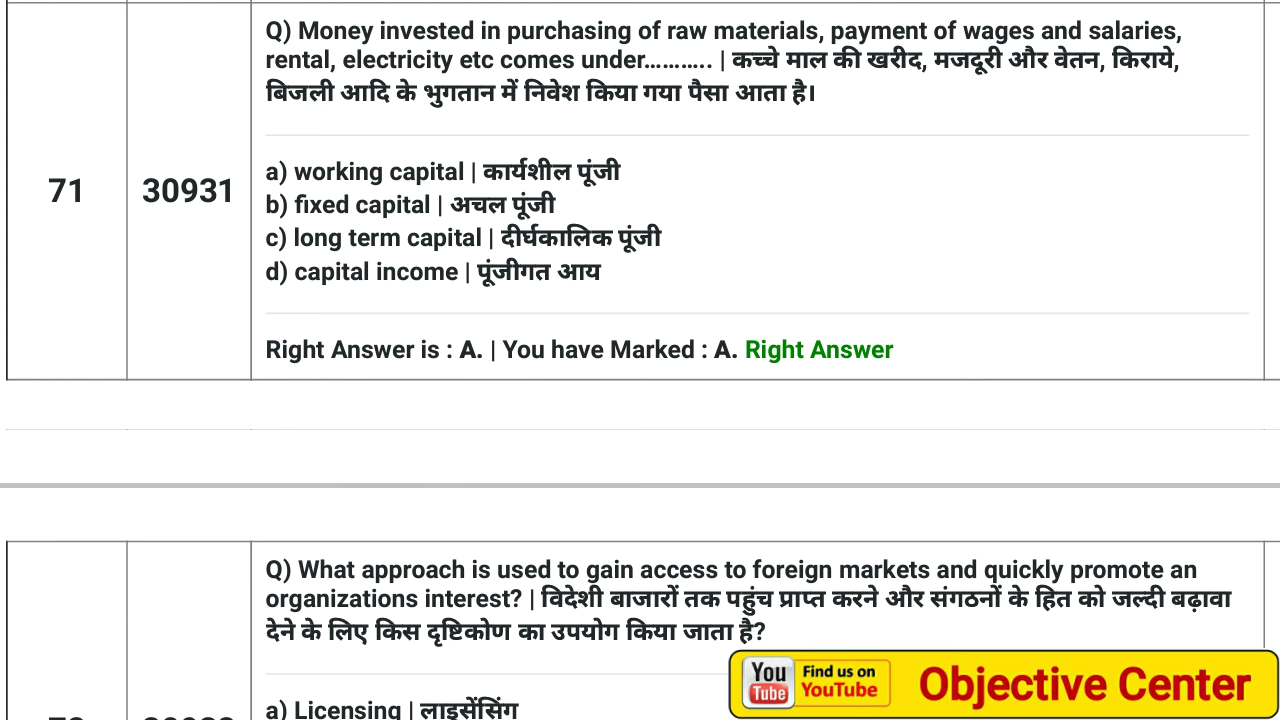 Q) Money invested in purchasing of raw materials, payment of wages and salaries,
rental, electricity etc comes under……….. | कच्चे माल की खरीद, मजदूरी और वेतन, किराये,
बिजली आदि के भुगतान में निवेश किया गया पैसा आता है।
71
30931
a) working capital | कार्यशील पूंजी
b) fixed capital | अचल पूंजी
c) long term capital | दीर्घकालिक पूंजी
d) capital income | पूंजीगत आय
Right Answer is : A. | You have Marked : A. Right Answer
Q) What approach is used to gain access to foreign markets and quickly promote an
organizations interest? | विदेशी बाजारों तक पहुंच प्राप्त करने और संगठनों के हित को जल्दी बढ़ावा
देने के लिए किस दृष्टिकोण का उपयोग किया जाता है?
a) Licensing | लाइसेंसिंग
You
Tube
Find us on
YouTube
Objective Center